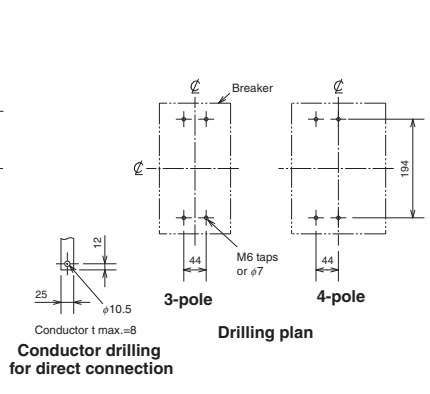 ℄ ℄
Breaker
℄
194
12
44
44
M6 taps
or φ7
25
φ10.5
3-pole
4-pole
Conductor t max.=8
Drilling plan
Conductor drilling
for direct connection